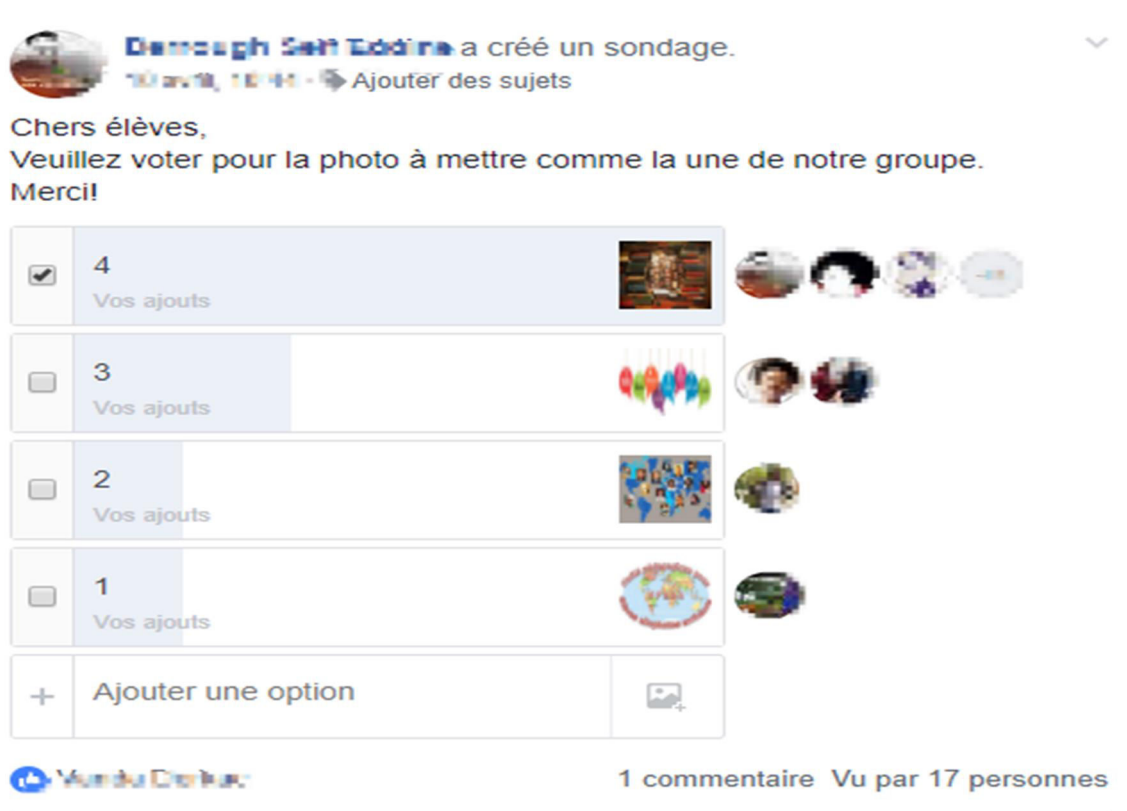 a créé un sondage.
Ajouter des sujets
Chers élèves,
Veuillez voter pour la photo à mettre comme la une de notre groupe.
Merci!
4
Vos ajouts
3
Vos ajouts
2
Vos ajouts
1
Vos ajouts
+ Ajouter une option
1 commentaire Vu par 17 personnes